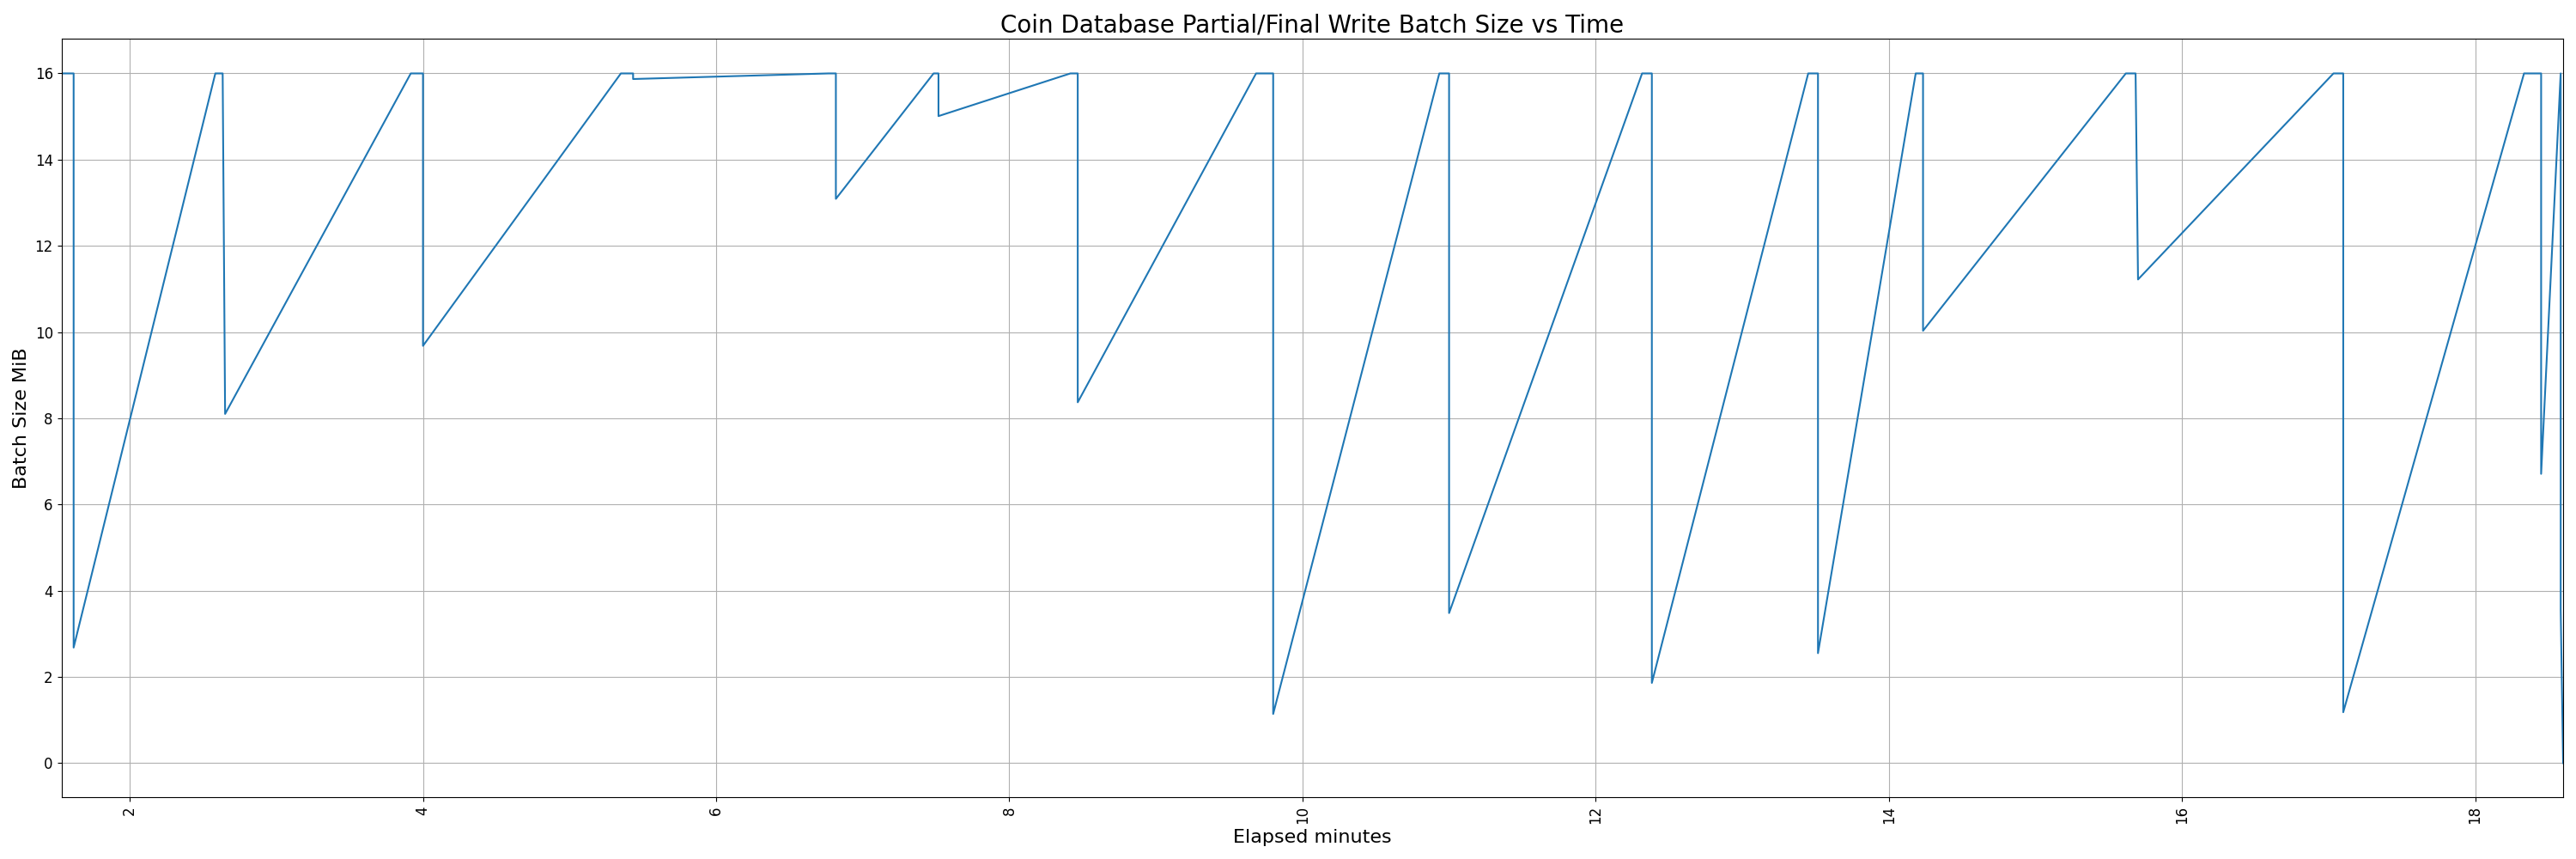 Coin Database Partial/Final Write Batch Size vs Time
Batch Size MiB
16
14
12
10
8
6
4
2
0
2 4 6 8 10 12 14 16 18
Elapsed minutes